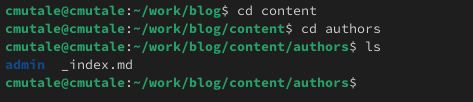 cmutale@cmutale:~/work/blog$ cd content
cmutale@cmutale:~/work/blog/content$ cd authors
cmutale@cmutale:~/work/blog/content/authors$ ls
admin  _index.md
cmutale@cmutale:~/work/blog/content/authors$